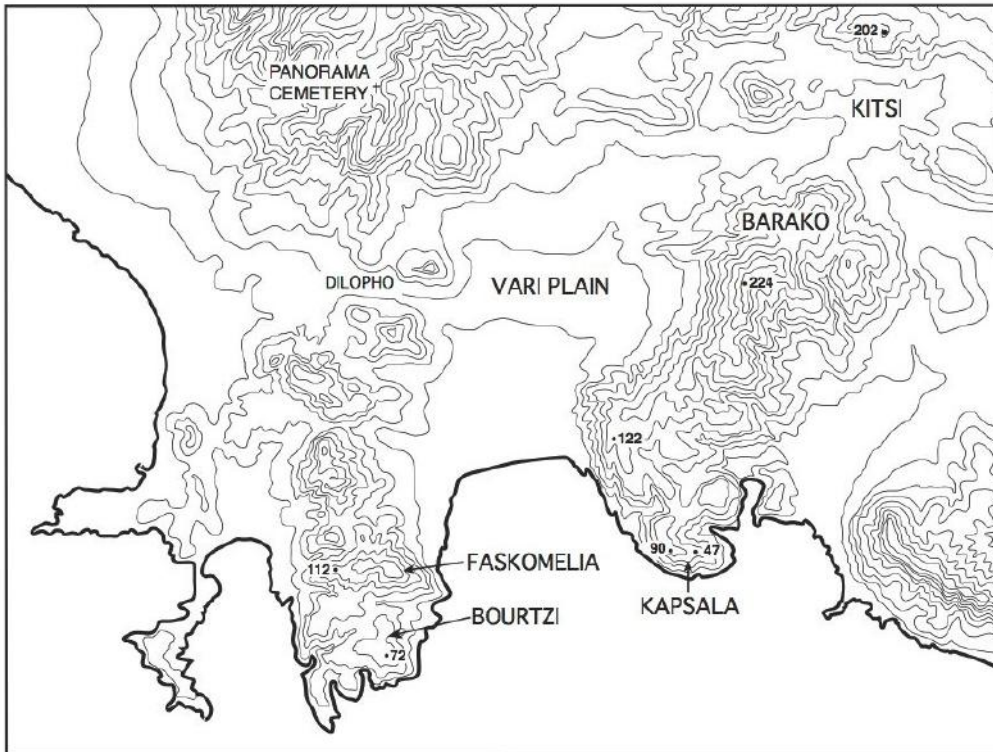 202
PANORAMA
CEMETERY+
KITSI
BARAKO
DILOPHO
VARI PLAIN
•224
•122
112•
FASKOMELIA
90•
•47
KAPSALA
BOURTZI
•72